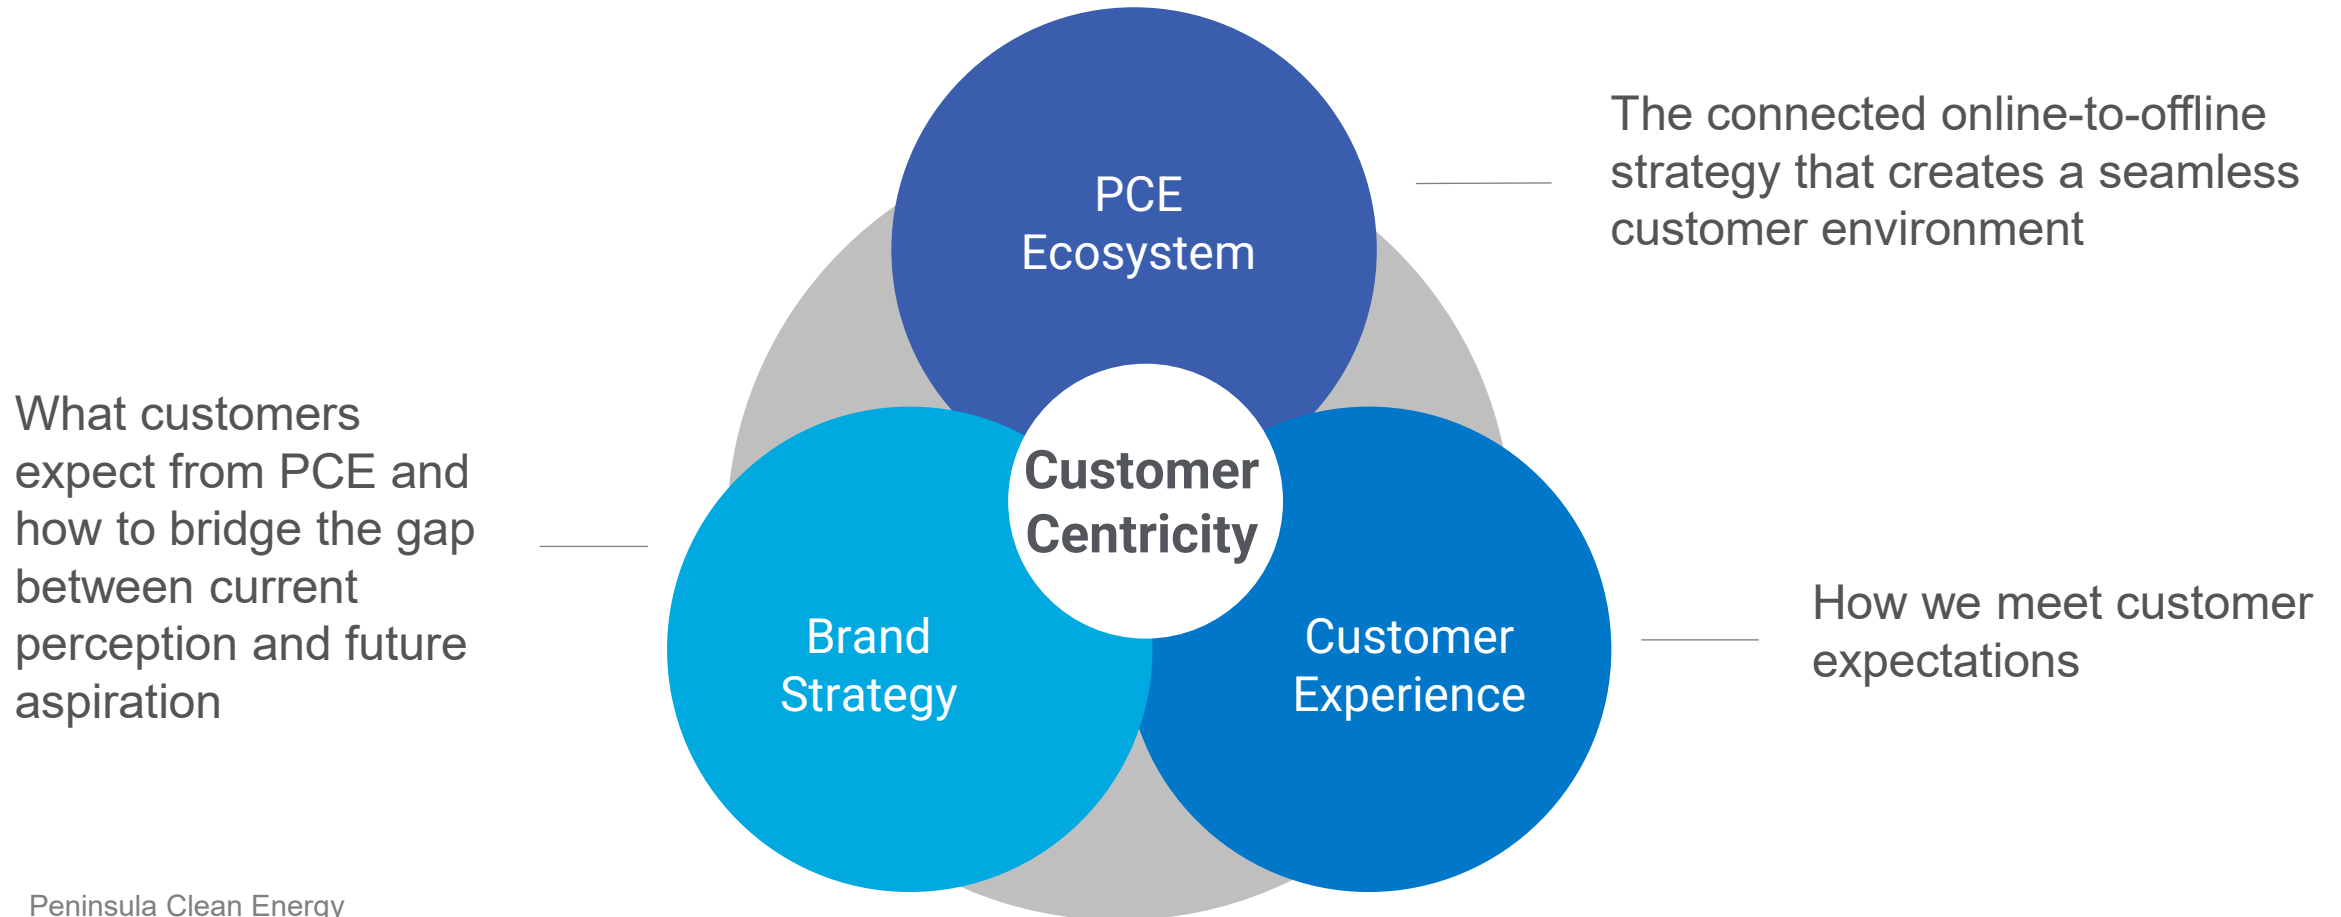 PCE
Ecosystem
The connected online-to-offline
strategy that creates a seamless
customer environment
What customers
expect from PCE and
how to bridge the gap
between current
perception and future
aspiration
Customer
Centricity
Brand
Strategy
Customer
Experience
How we meet customer
expectations
Peninsula Clean Energy